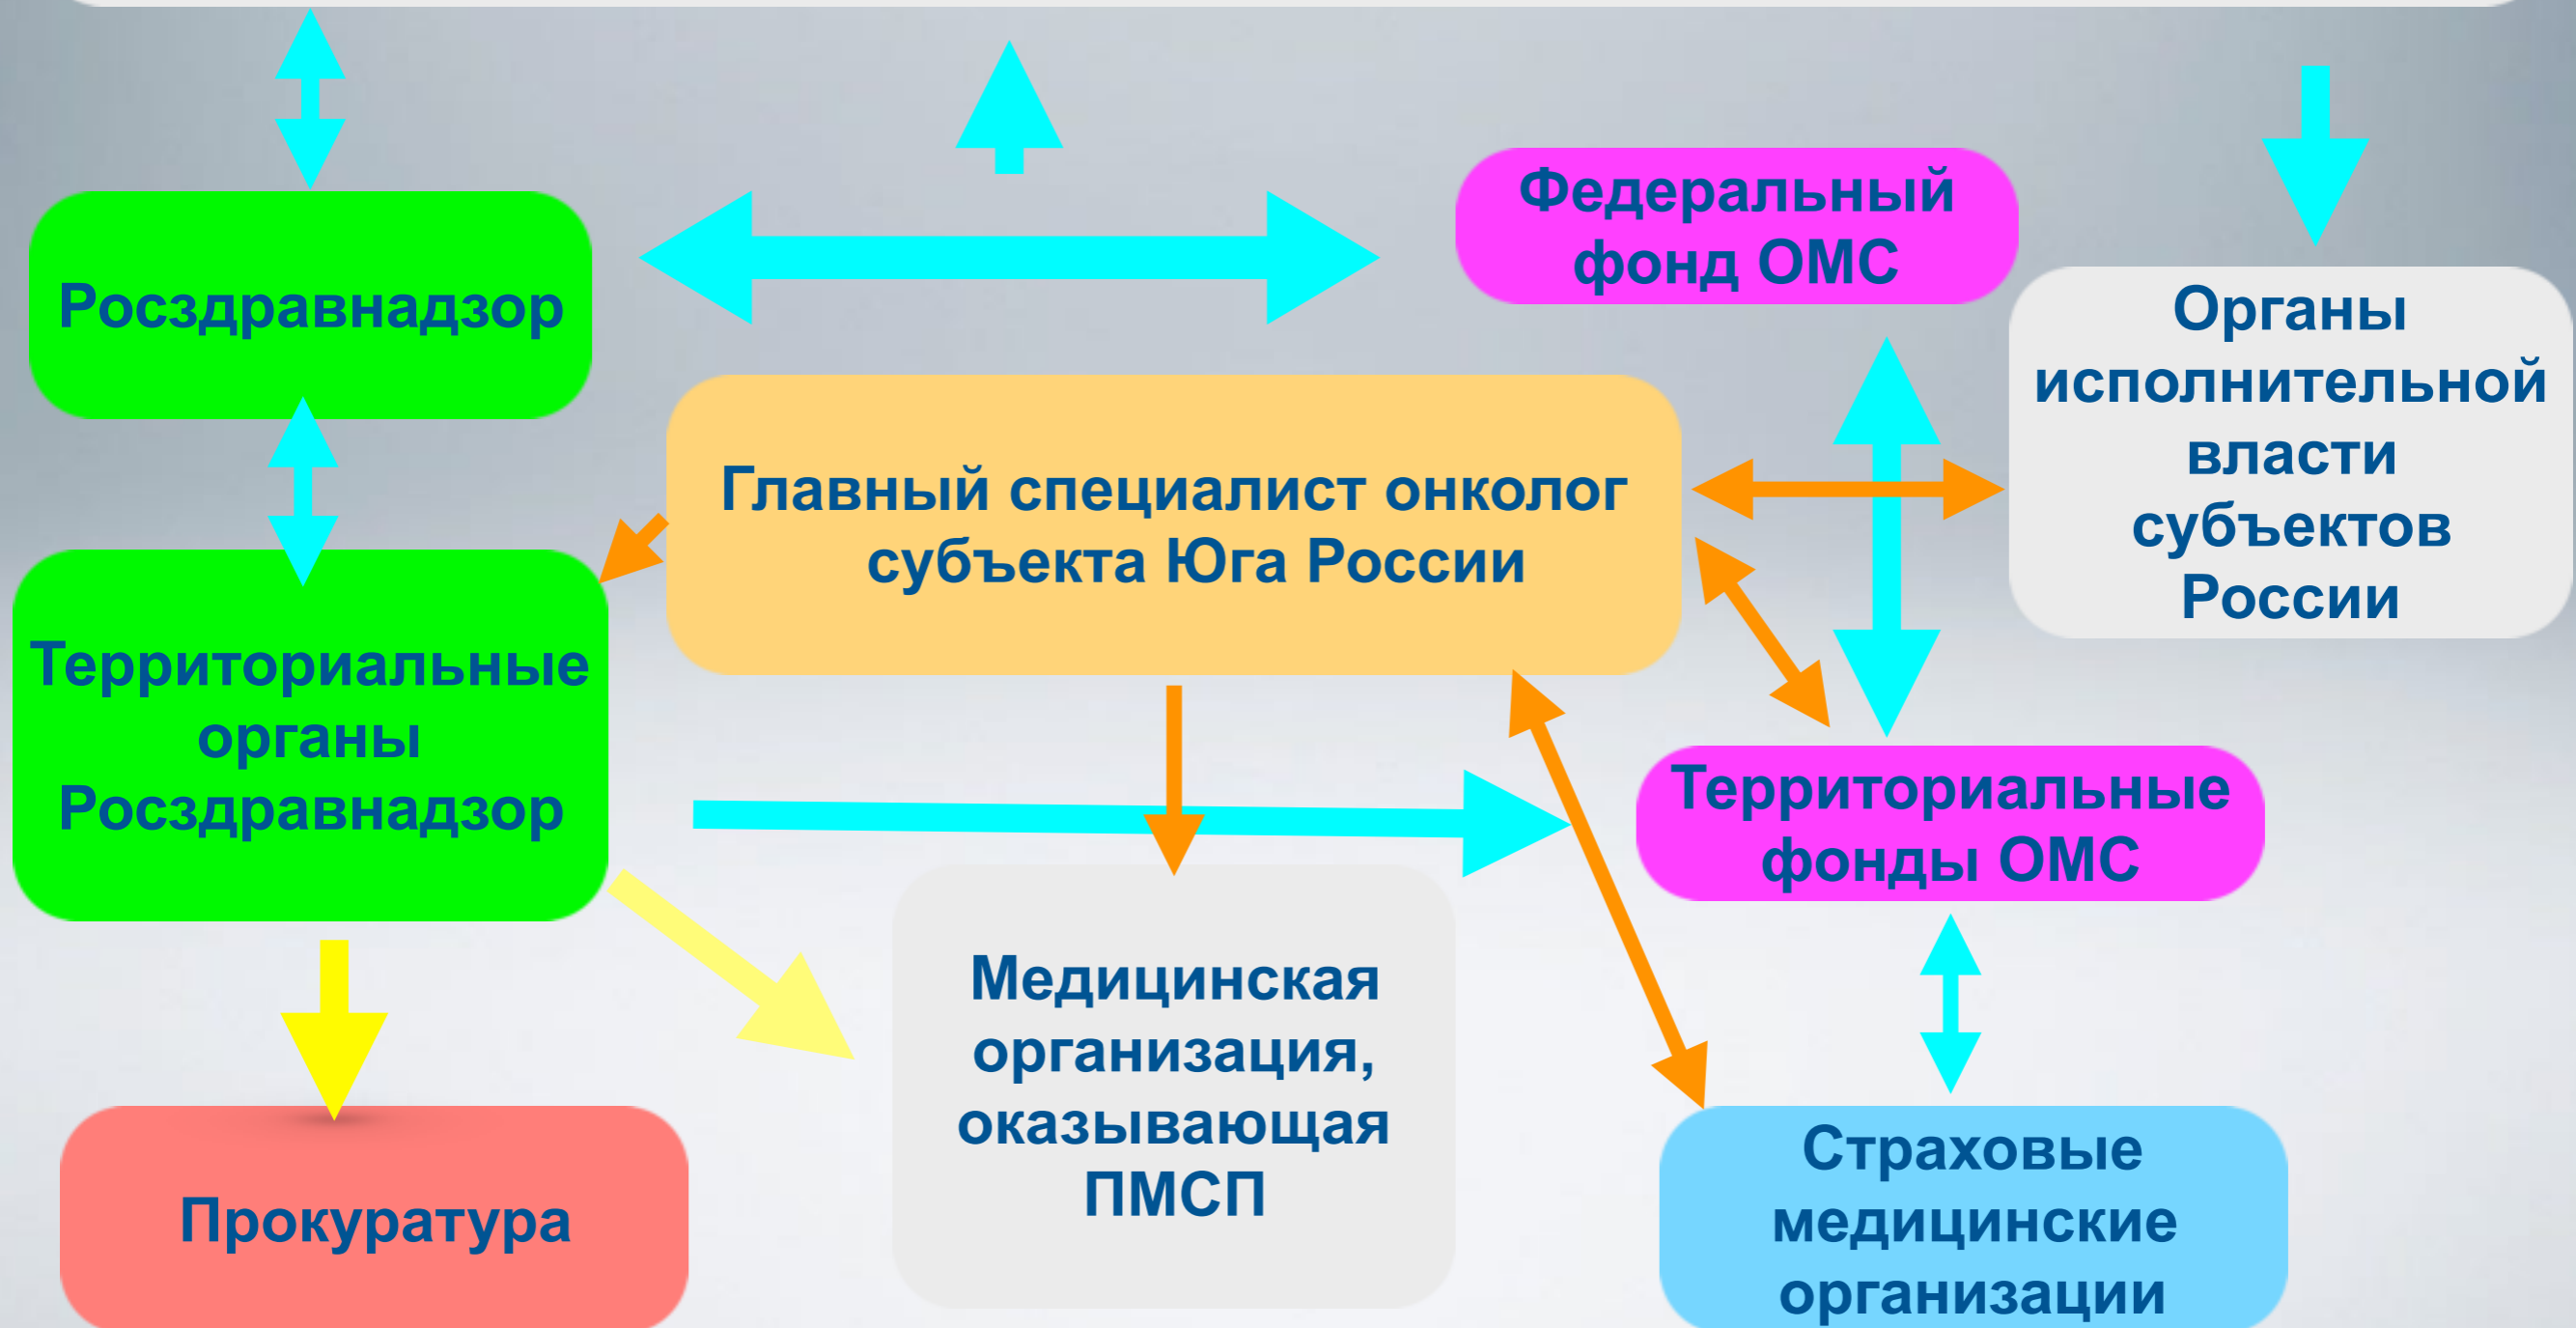 Федеральный
фонд ОМС
Росздравнадзор
Органы
исполнительной
власти
субъектов
России
Главный специалист онколог
субъекта Юга России
Территориальные
органы
Росздравнадзор
Территориальные
фонды ОМС
Медицинская
организация,
оказывающая
ПМСП
Прокуратура
Страховые
медицинские
организации